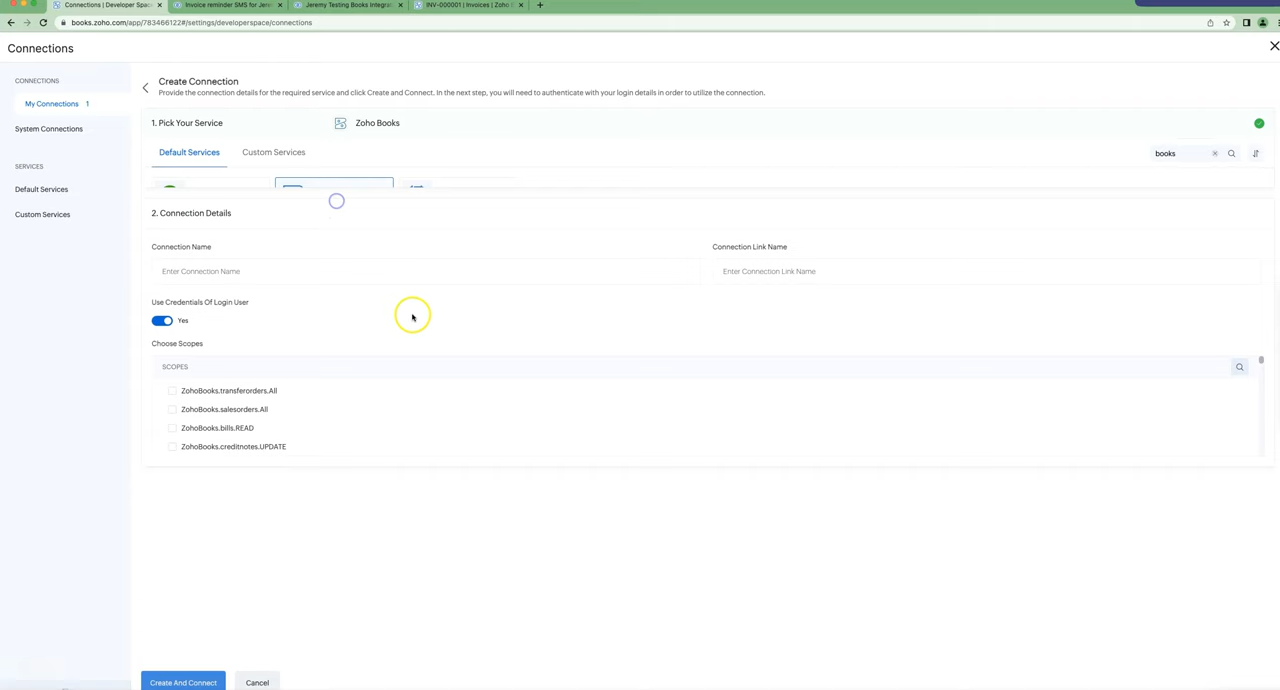 Connections | Developer Space
Invoice reminder SMS for Jer
Jeremy Testing Books Integrat
INV-000001 | Invoices | Zoho
books.zoho.com/app/783466122#/settings/developerspace/connections
Connections
CONNECTIONS
My Connections 1
System Connections
SERVICES
Default Services
Custom Services
Create Connection
Provide the connection details for the required service and click Create and Connect. In the next step, you will need to authenticate with your login details in order to utilize the connection.
1. Pick Your Service
Zoho Books
Default Services
Custom Services
books
2. Connection Details
Connection Name
Connection Link Name
Enter Connection Name
Enter Connection Link Name
Use Credentials Of Login User
Yes
Choose Scopes
SCOPES
ZohoBooks.transferorders.All
ZohoBooks.salesorders.All
ZohoBooks.bills.READ
ZohoBooks.creditnotes.UPDATE
Create And Connect
Cancel